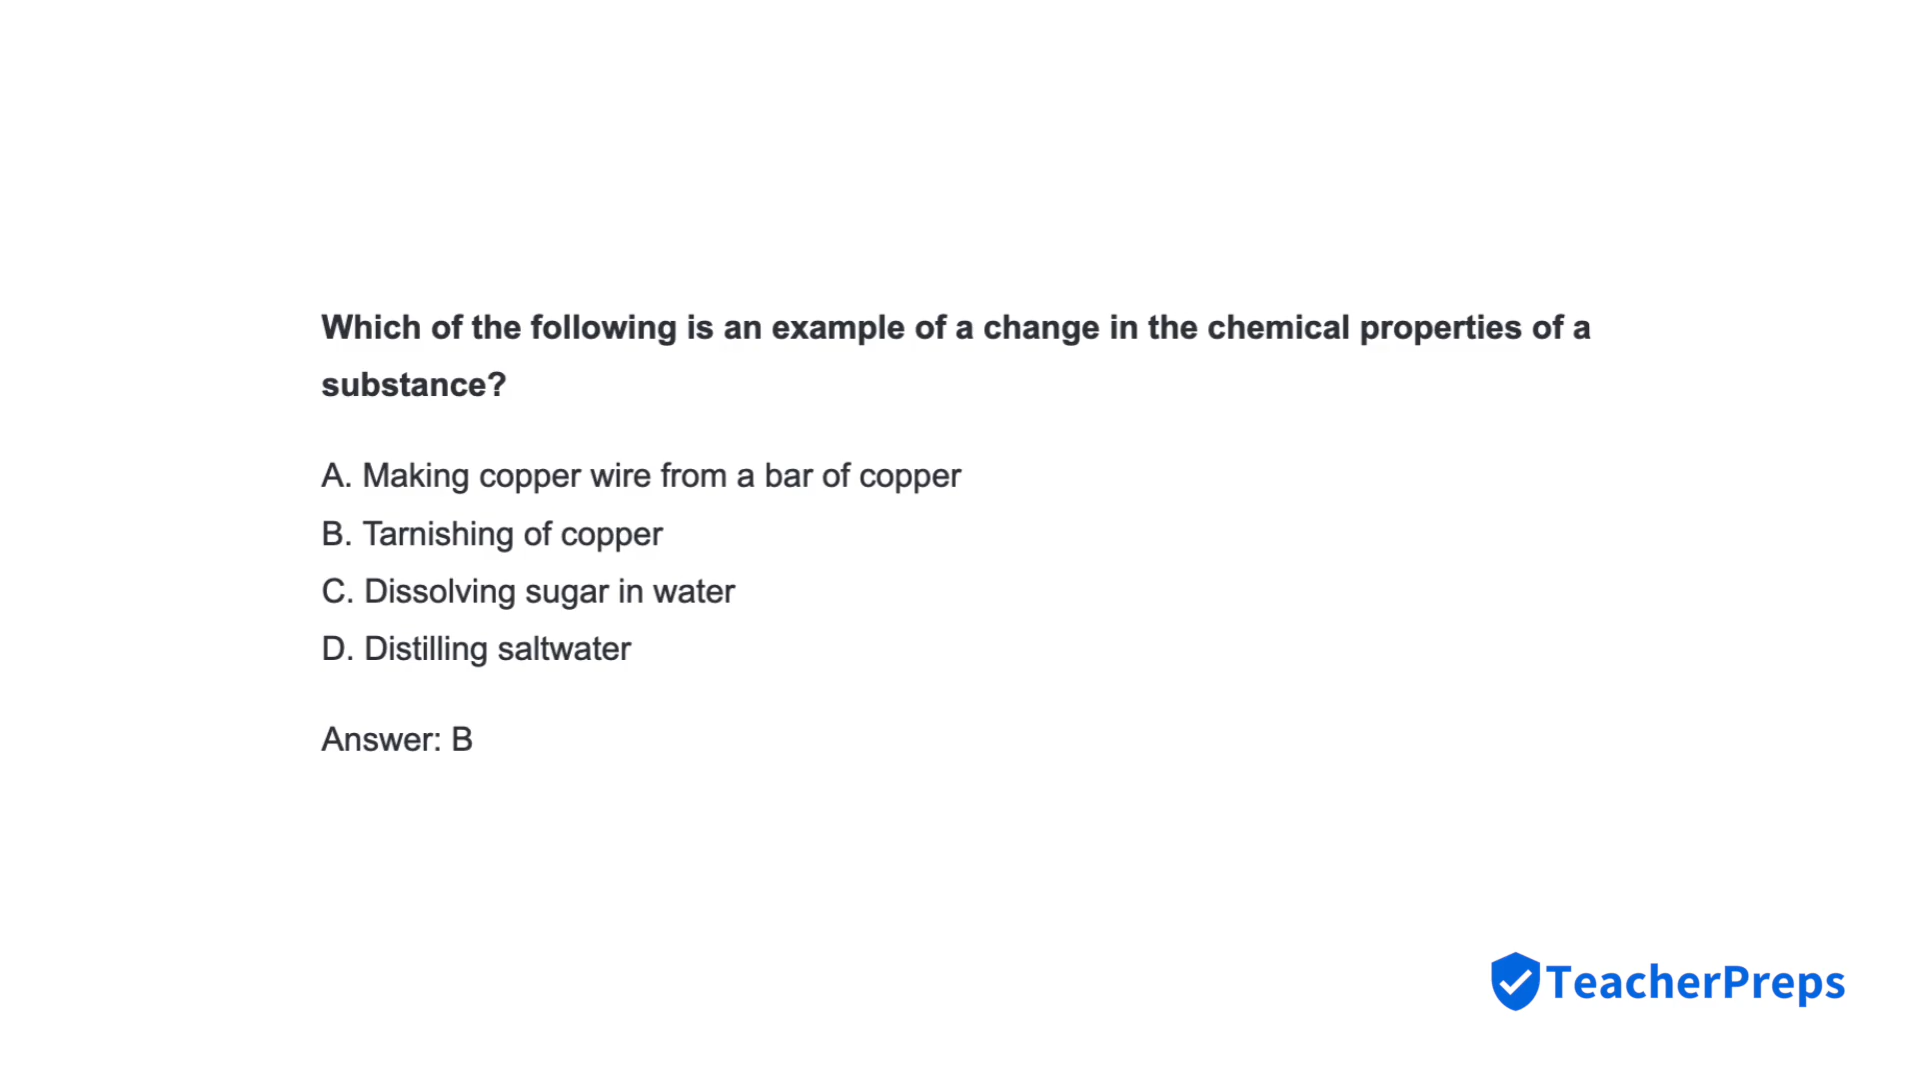 Which of the following is an example of a change in the chemical properties of a
substance?
A. Making copper wire from a bar of copper
B. Tarnishing of copper
C. Dissolving sugar in water
D. Distilling saltwater
Answer: B
TeacherPreps